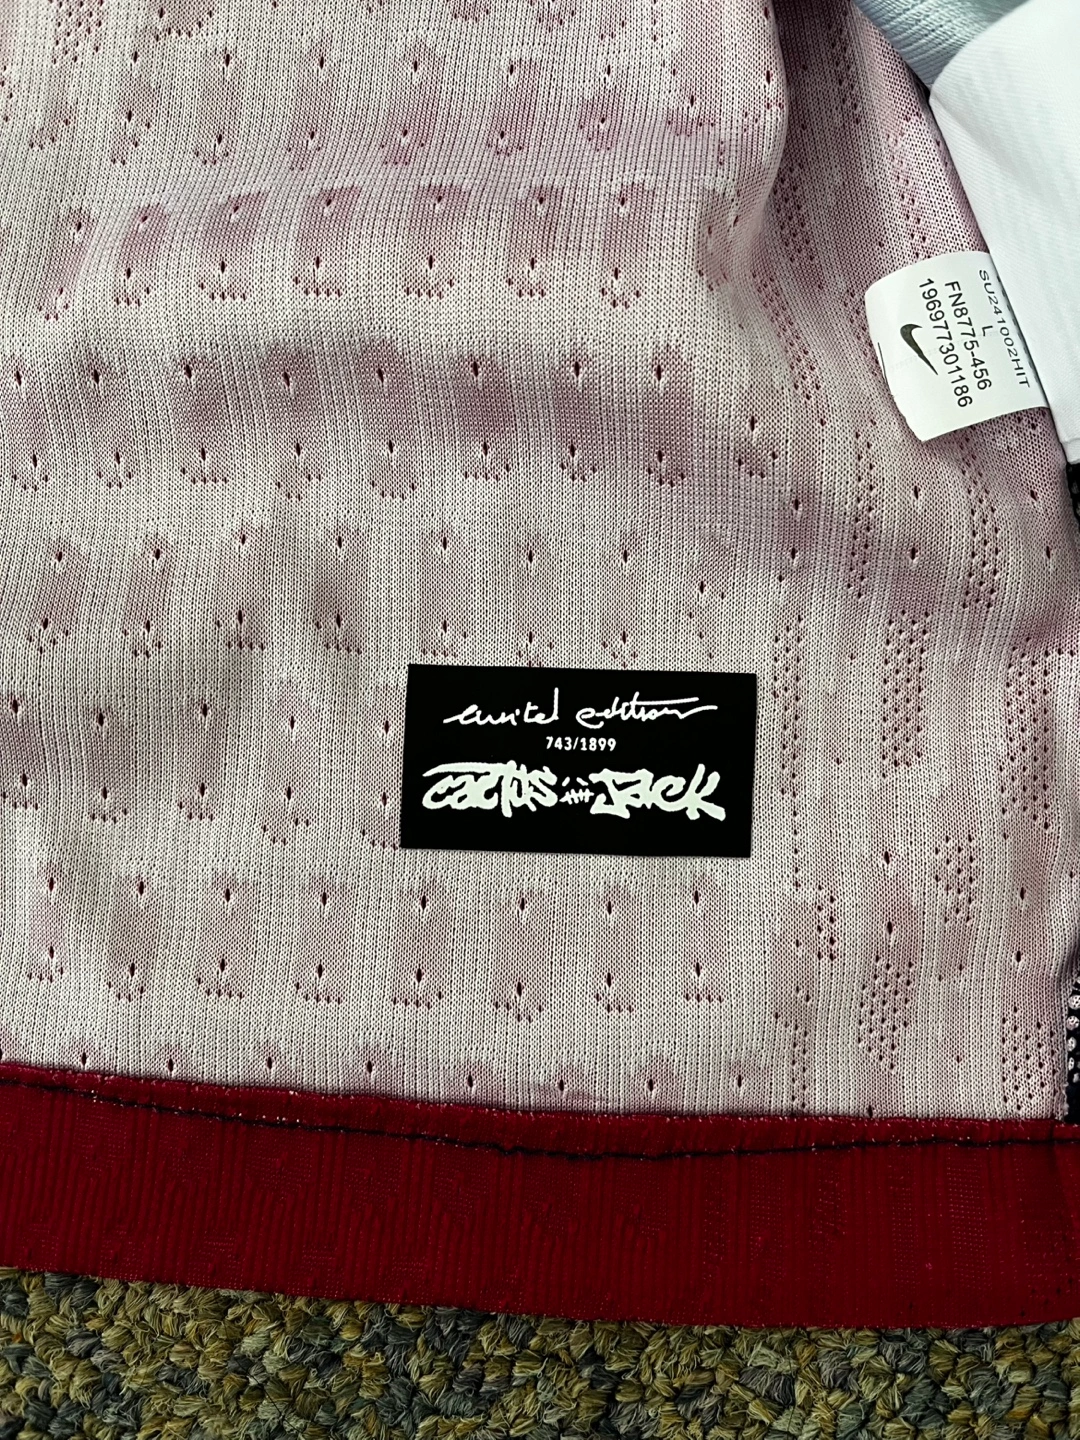 SU241002HIT
L
FN8775-456
196977301186
limited edition
743/1899
Cactus Jack